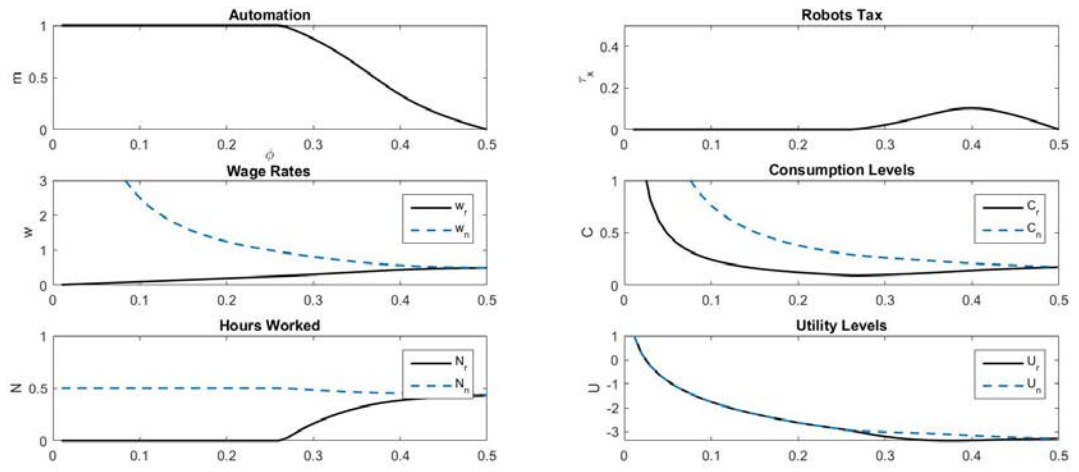 Automation
m
1
0.5
0
0 0.1 0.2 0.3 0.4 0.5
ϕ
Robots Tax
τx
0.4
0.2
0
0 0.1 0.2 0.3 0.4 0.5
Wage Rates
w
3
2
1
0
0 0.1 0.2 0.3 0.4 0.5
wr
wn
Consumption Levels
C
1
0.5
0
0 0.1 0.2 0.3 0.4 0.5
Cr
Cn
Hours Worked
N
1
0.5
0
0 0.1 0.2 0.3 0.4 0.5
Nr
Nn
Utility Levels
U
1
0
-1
-2
-3
0 0.1 0.2 0.3 0.4 0.5
Ur
Un